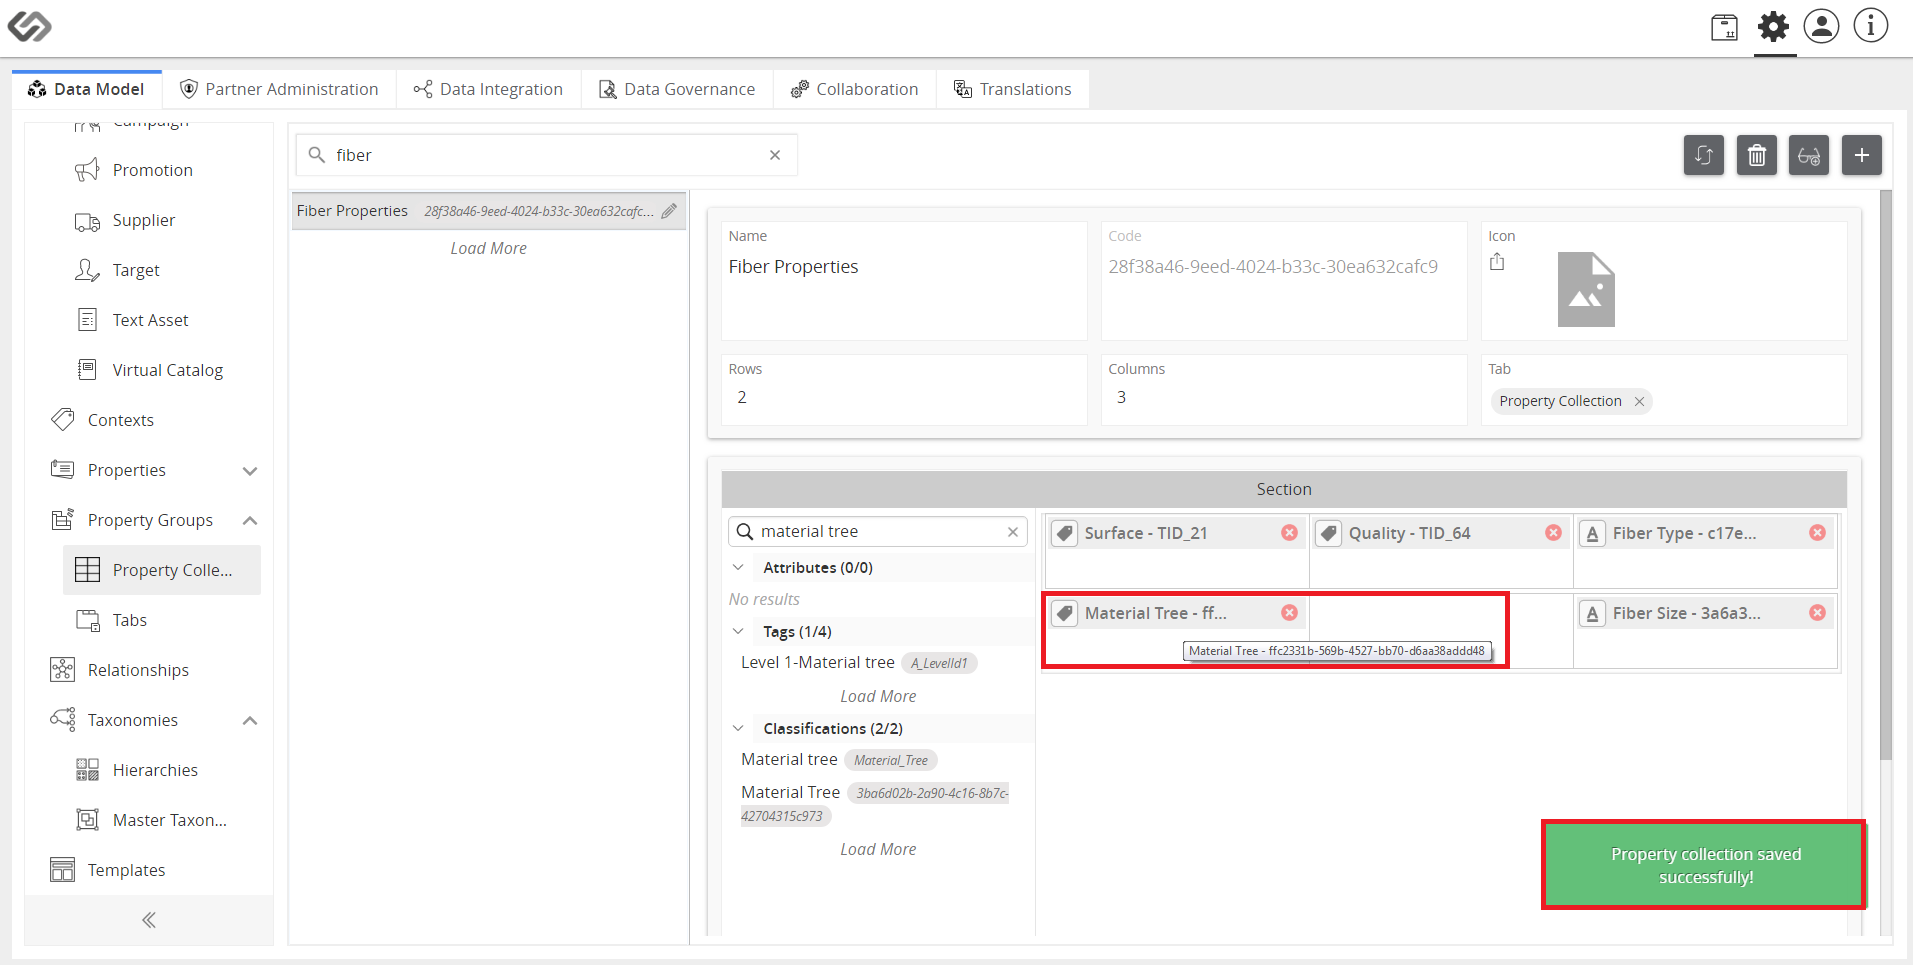 Data Model
Partner Administration
Data Integration
Data Governance
Collaboration
Translations
Campaign
Promotion
Supplier
Target
Text Asset
Virtual Catalog
Contexts
Properties
Property Groups
Property Colle...
Tabs
Relationships
Taxonomies
Hierarchies
Master Taxon...
Templates
fiber
Fiber Properties 28f38a46-9eed-4024-b33c-30ea632cafc...
Load More
Name
Fiber Properties
Code
28f38a46-9eed-4024-b33c-30ea632cafc9
Icon
Rows
2
Columns
3
Tab
Property Collection
Section
material tree
Attributes (0/0)
No results
Tags (1/4)
Level 1-Material tree A_LevelId1
Load More
Classifications (2/2)
Material tree Material_Tree
Material Tree 3ba6d02b-2a90-4c16-8b7c-
42704315c973
Load More
Surface - TID_21
Quality - TID_64
Fiber Type - c17e...
Material Tree - ff...
Fiber Size - 3a6a3...
Material Tree - ffc2331b-569b-4527-bb70-d6aa38addd48
Property collection saved
successfully!